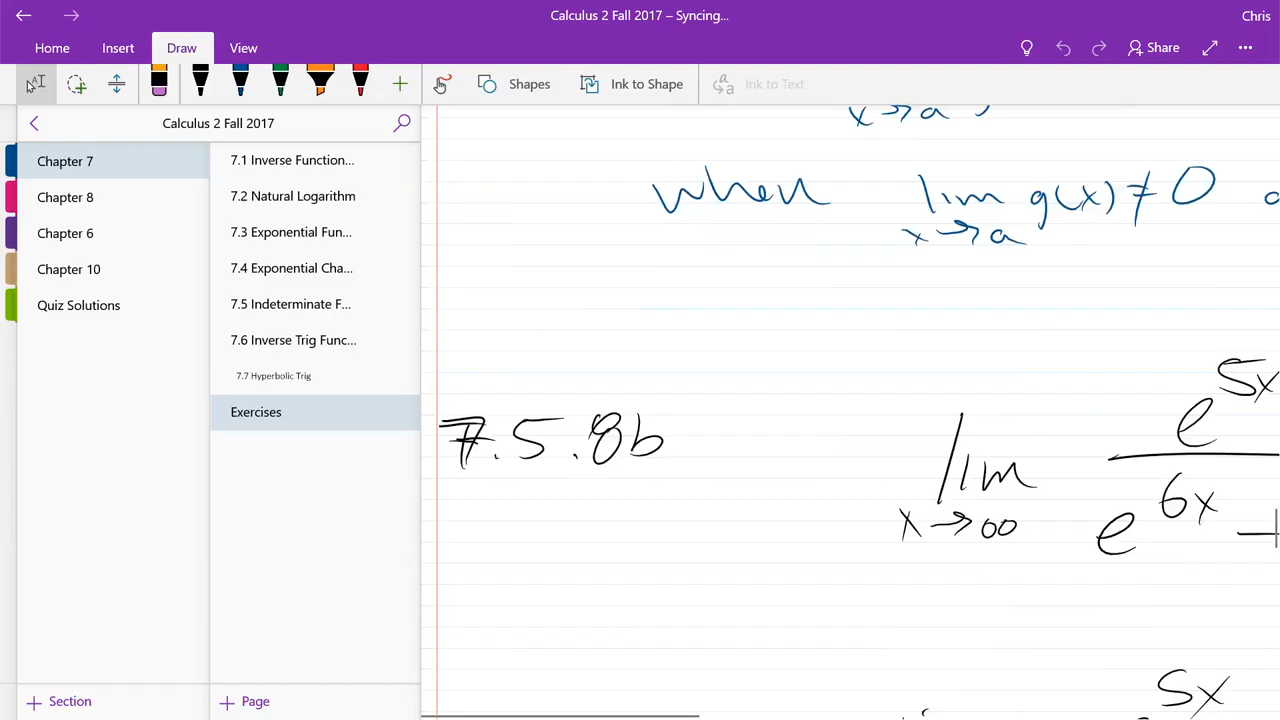 Calculus 2 Fall 2017 – Syncing...
Chris
Home Insert Draw View
Share
Shapes
Ink to Shape
Ink to Text
Calculus 2 Fall 2017
Chapter 7
Chapter 8
Chapter 6
Chapter 10
Quiz Solutions
7.1 Inverse Function...
7.2 Natural Logarithm
7.3 Exponential Fun...
7.4 Exponential Cha...
7.5 Indeterminate F...
7.6 Inverse Trig Func...
7.7 Hyperbolic Trig
Exercises
Section
Page
x→a
when lim g(x) ≠ 0
x→a
7.5.8b
lim e^5x
x→∞ e^6x
5x